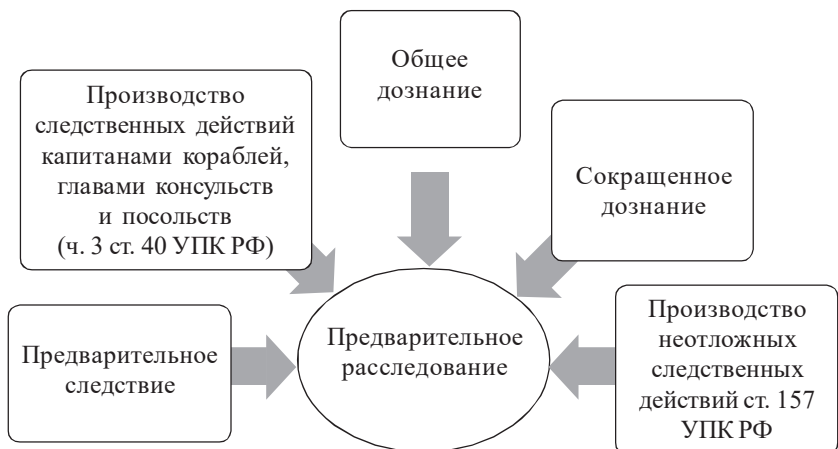 Общее
дознание
Производство
следственных действий
капитанами кораблей,
главами консульств
и посольств
(ч. 3 ст. 40 УПК РФ)
Сокращенное
дознание
Предварительное
следствие
Предварительное
расследование
Производство
неотложных
следственных
действий ст. 157
УПК РФ